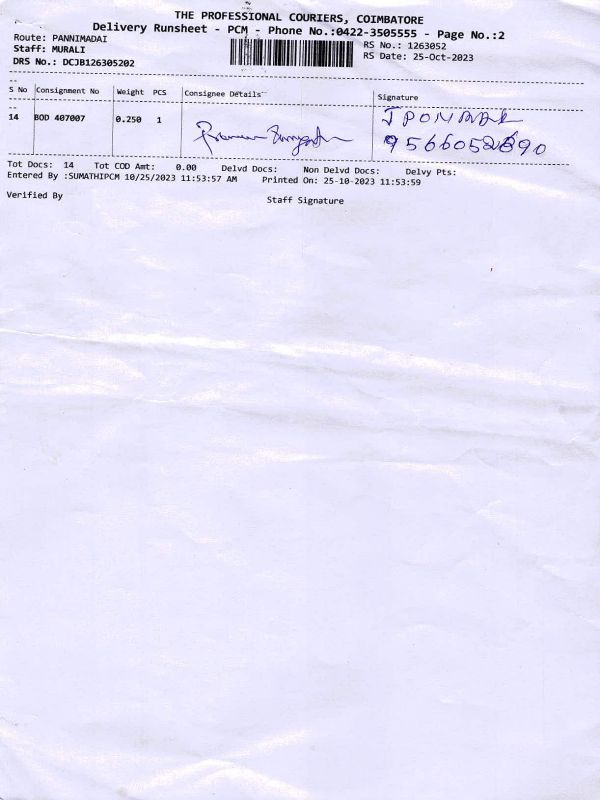 THE PROFESSIONAL COURIERS, COIMBATORE
Delivery Runsheet - PCM - Phone No.:0422-3505555 - Page No.:2
Route: PANNIMADAI
Staff: MURALI
DRS No.: DCJB126305202
RS No.: 1263052
RS Date: 25-Oct-2023
S No Consignment No Weight PCS Consignee Details Signature
14 BOD 407007 0.250 1
Tot Docs: 14 Tot COD Amt: 0.00 Delvd Docs: Non Delvd Docs: Delvy Pts:
Entered By :SUMATHIPCM 10/25/2023 11:53:57 AM Printed On: 25-10-2023 11:53:59
Verified By
Staff Signature